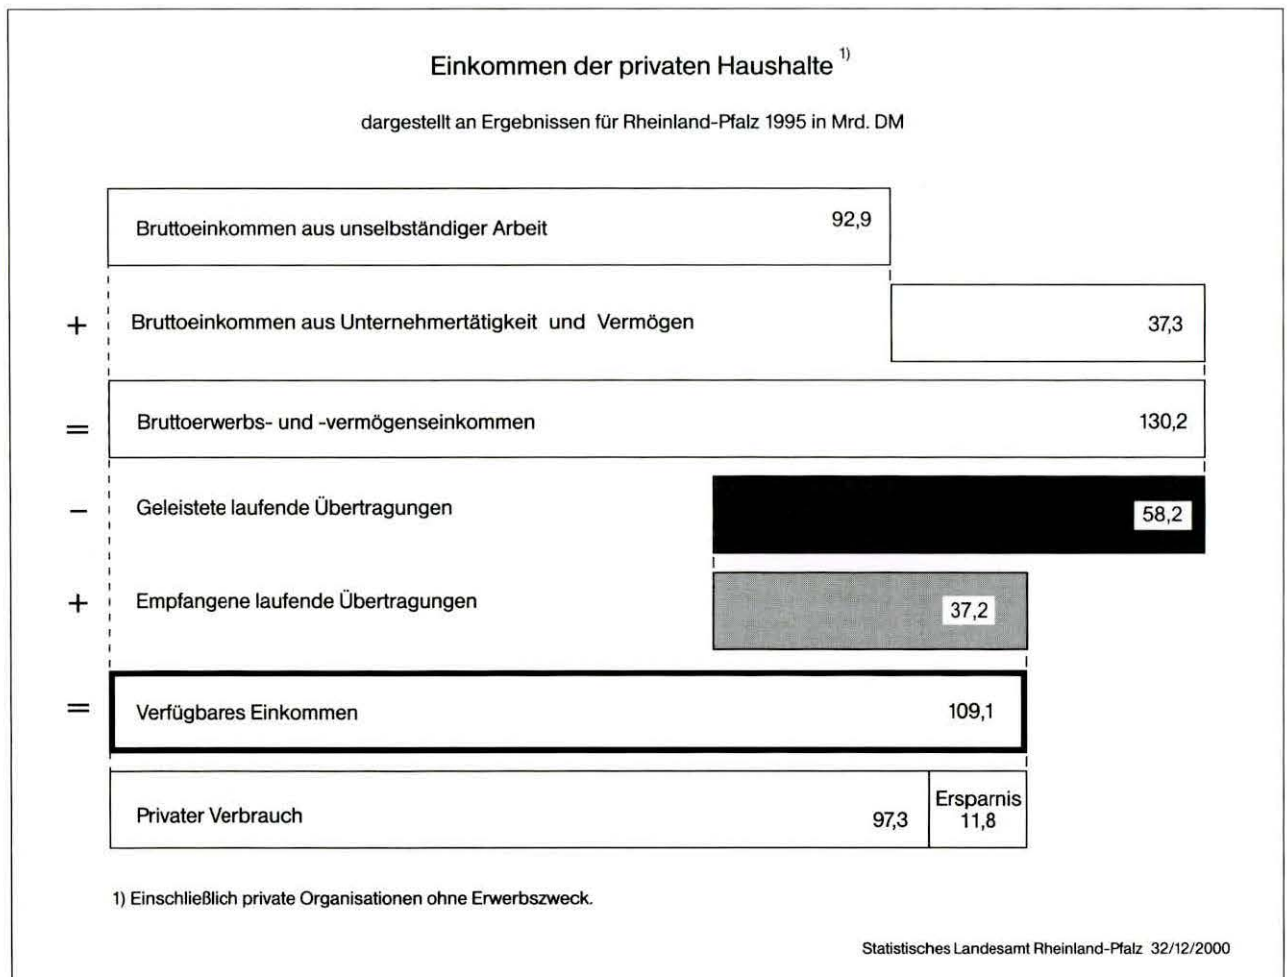 Einkommen der privaten Haushalte 1)
dargestellt an Ergebnissen für Rheinland-Pfalz 1995 in Mrd. DM
Bruttoeinkommen aus unselbständiger Arbeit 92,9
+ Bruttoeinkommen aus Unternehmertätigkeit und Vermögen 37,3
= Bruttoerwerbs- und -vermögenseinkommen 130,2
− Geleistete laufende Übertragungen 58,2
+ Empfangene laufende Übertragungen 37,2
= Verfügbares Einkommen 109,1
Privater Verbrauch 97,3 Ersparnis
11,8
1) Einschließlich private Organisationen ohne Erwerbszweck.
Statistisches Landesamt Rheinland-Pfalz 32/12/2000